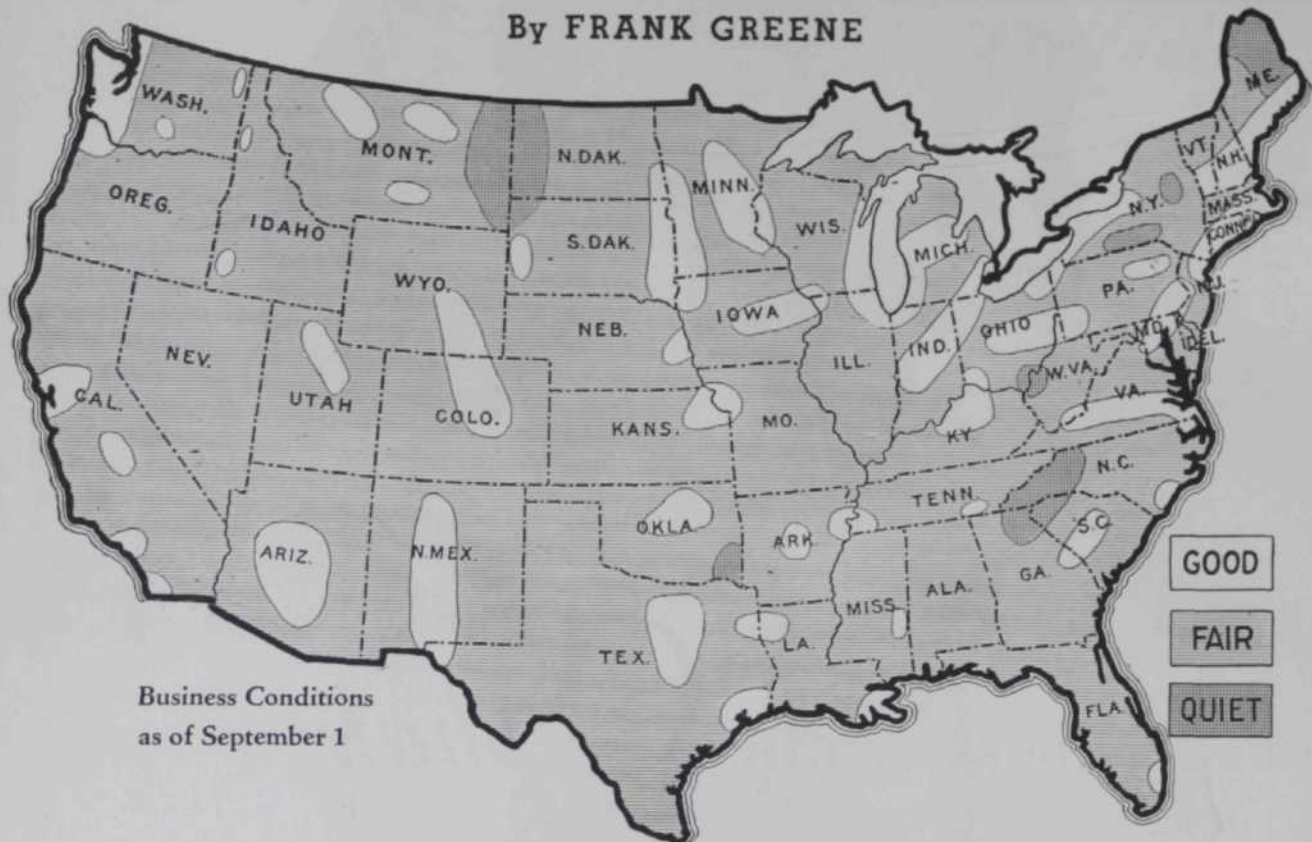 By FRANK GREENE
WASH.
MONT.
N.DAK.
MINN.
ME.
VT.
N.H.
OREG.
IDAHO
S.DAK.
WIS.
MICH.
N.Y.
MASS.
CONN.
WYO.
IOWA
PA.
N.J.
NEV.
NEB.
ILL.
IND.
OHIO
MD.
DEL.
CAL.
UTAH
COLO.
KANS.
MO.
W.VA.
VA.
KY.
N.C.
TENN.
ARIZ.
N.MEX.
OKLA.
ARK.
S.C.
GA.
MISS.
ALA.
TEX.
LA.
FLA.
GOOD
FAIR
QUIET
Business Conditions
as of September 1